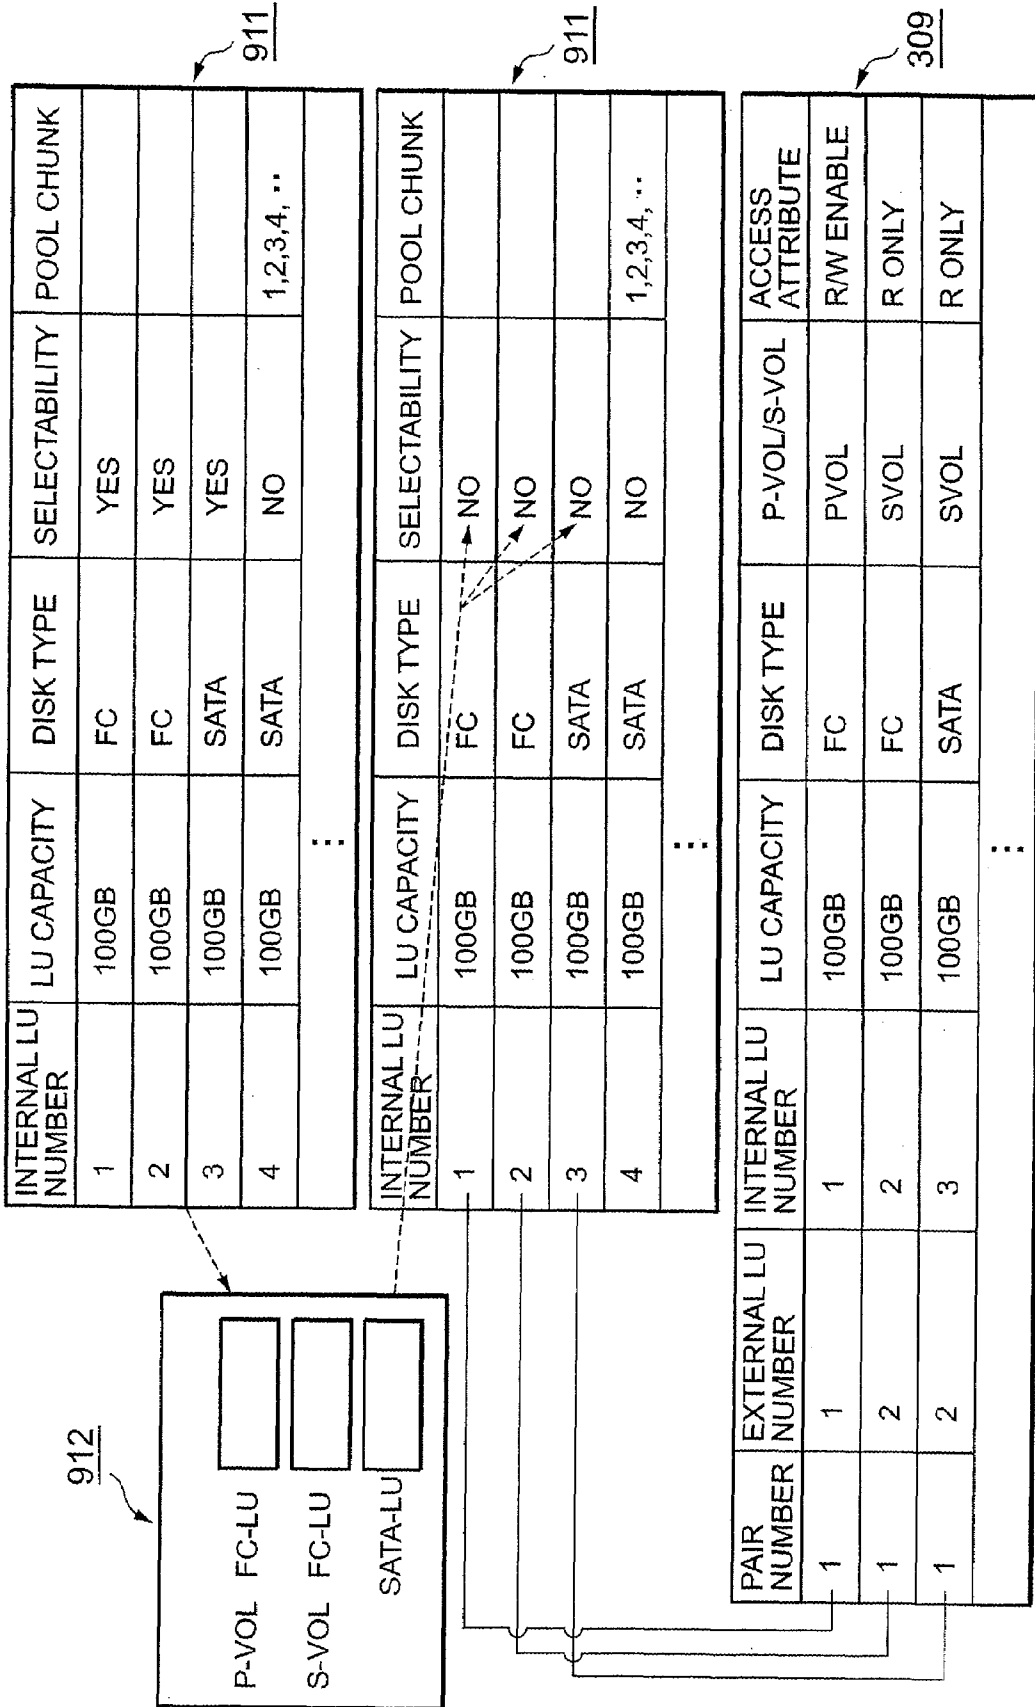 911
INTERNAL LU NUMBER LU CAPACITY DISK TYPE SELECTABILITY POOL CHUNK
1 100GB FC YES
2 100GB FC YES
3 100GB SATA YES
4 100GB SATA NO 1,2,3,4, ..
...
912
P-VOL FC-LU
S-VOL FC-LU
SATA-LU
911
INTERNAL LU NUMBER LU CAPACITY DISK TYPE SELECTABILITY POOL CHUNK
1 100GB FC NO
2 100GB FC NO
3 100GB SATA NO
4 100GB SATA NO 1,2,3,4, ..
...
309
PAIR NUMBER EXTERNAL LU NUMBER INTERNAL LU NUMBER LU CAPACITY DISK TYPE P-VOL/S-VOL ACCESS ATTRIBUTE
1 1 1 100GB FC PVOL R/W ENABLE
1 2 2 100GB FC SVOL R ONLY
1 2 3 100GB SATA SVOL R ONLY
...